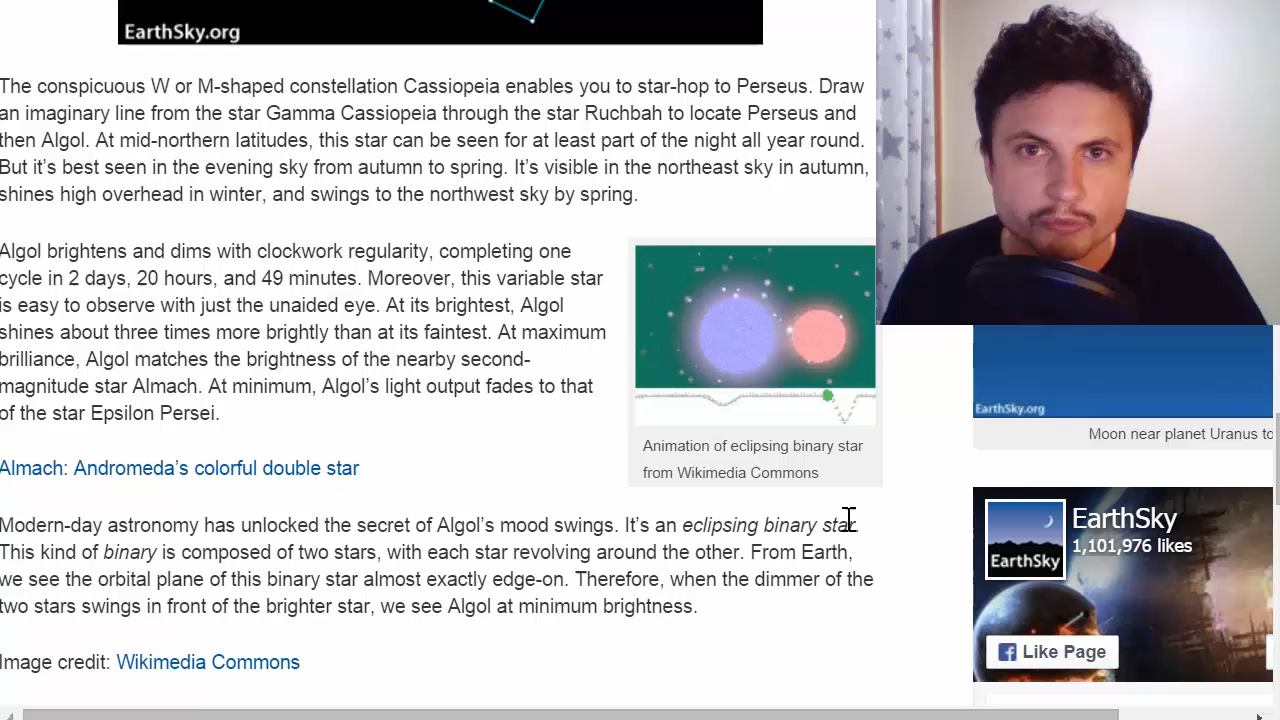 EarthSky.org
The conspicuous W or M-shaped constellation Cassiopeia enables you to star-hop to Perseus. Draw
an imaginary line from the star Gamma Cassiopeia through the star Ruchbah to locate Perseus and
then Algol. At mid-northern latitudes, this star can be seen for at least part of the night all year round.
But it's best seen in the evening sky from autumn to spring. It's visible in the northeast sky in autumn,
shines high overhead in winter, and swings to the northwest sky by spring.
Algol brightens and dims with clockwork regularity, completing one
cycle in 2 days, 20 hours, and 49 minutes. Moreover, this variable star
is easy to observe with just the unaided eye. At its brightest, Algol
shines about three times more brightly than at its faintest. At maximum
brilliance, Algol matches the brightness of the nearby second-
magnitude star Almach. At minimum, Algol's light output fades to that
of the star Epsilon Persei.
Animation of eclipsing binary star
from Wikimedia Commons
Almach: Andromeda's colorful double star
Modern-day astronomy has unlocked the secret of Algol's mood swings. It's an eclipsing binary star.
This kind of binary is composed of two stars, with each star revolving around the other. From Earth,
we see the orbital plane of this binary star almost exactly edge-on. Therefore, when the dimmer of the
two stars swings in front of the brighter star, we see Algol at minimum brightness.
Image credit: Wikimedia Commons
EarthSky.org
Moon near planet Uranus to
EarthSky
EarthSky
1,101,976 likes
Like Page